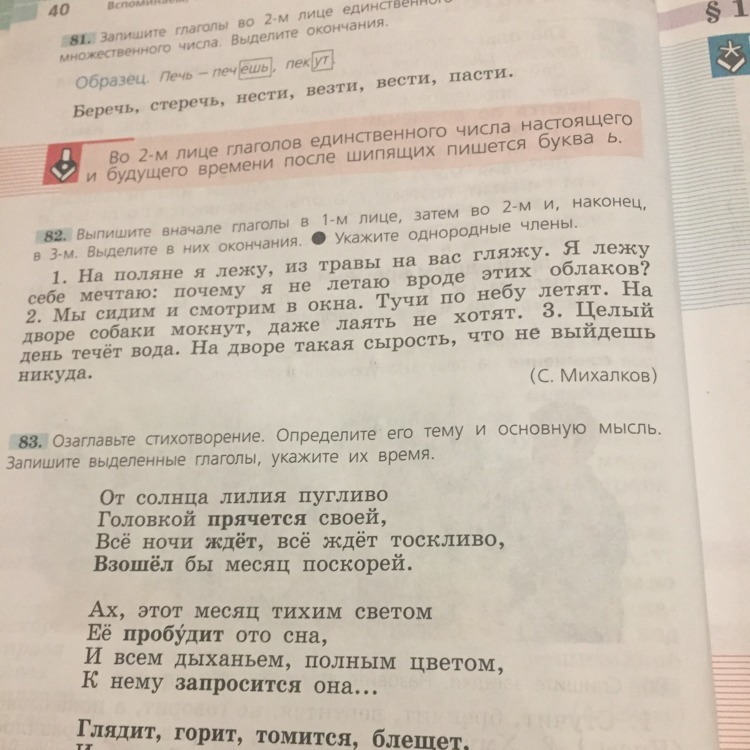 40
Вспоминаем,
§ 1
81. Запишите глаголы во 2-м лице единственного
множественного числа. Выделите окончания.
Образец. Печь – печёшь, пекут.
Беречь, стеречь, нести, везти, вести, пасти.
Во 2-м лице глаголов единственного числа настоящего
и будущего времени после шипящих пишется буква ь.
82. Выпишите вначале глаголы в 1-м лице, затем во 2-м и, наконец,
в 3-м. Выделите в них окончания. ● Укажите однородные члены.
1. На поляне я лежу, из травы на вас гляжу. Я лежу
себе мечтаю: почему я не летаю вроде этих облаков?
2. Мы сидим и смотрим в окна. Тучи по небу летят. На
дворе собаки мокнут, даже лаять не хотят. 3. Целый
день течёт вода. На дворе такая сырость, что не выйдешь
никуда.
(С. Михалков)
83. Озаглавьте стихотворение. Определите его тему и основную мысль.
Запишите выделенные глаголы, укажите их время.
От солнца лилия пугливо
Головкой прячется своей,
Всё ночи ждёт, всё ждёт тоскливо,
Взошёл бы месяц поскорей.
Ах, этот месяц тихим светом
Её пробу́дит ото сна,
И всем дыханьем, полным цветом,
К нему запросится она...
Глядит, горит, томится, блещет,